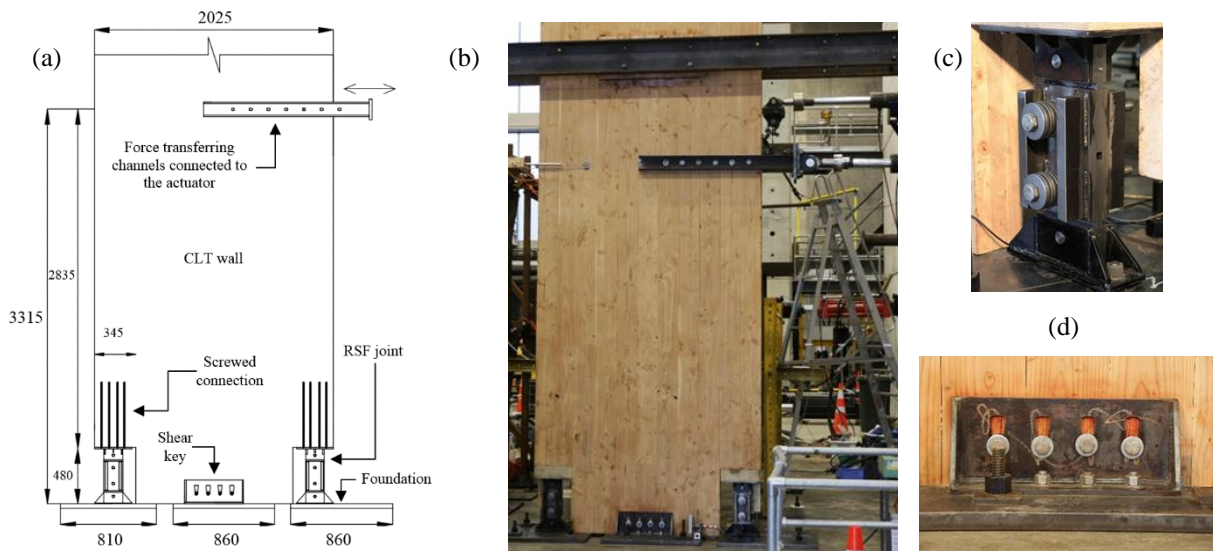 (a)
2025
Force transferring
channels connected to
the actuator
CLT wall
2835
3315
345
Screwed
connection
RSF joint
Shear
key
480
Foundation
810
860
860
(b)
(c)
(d)